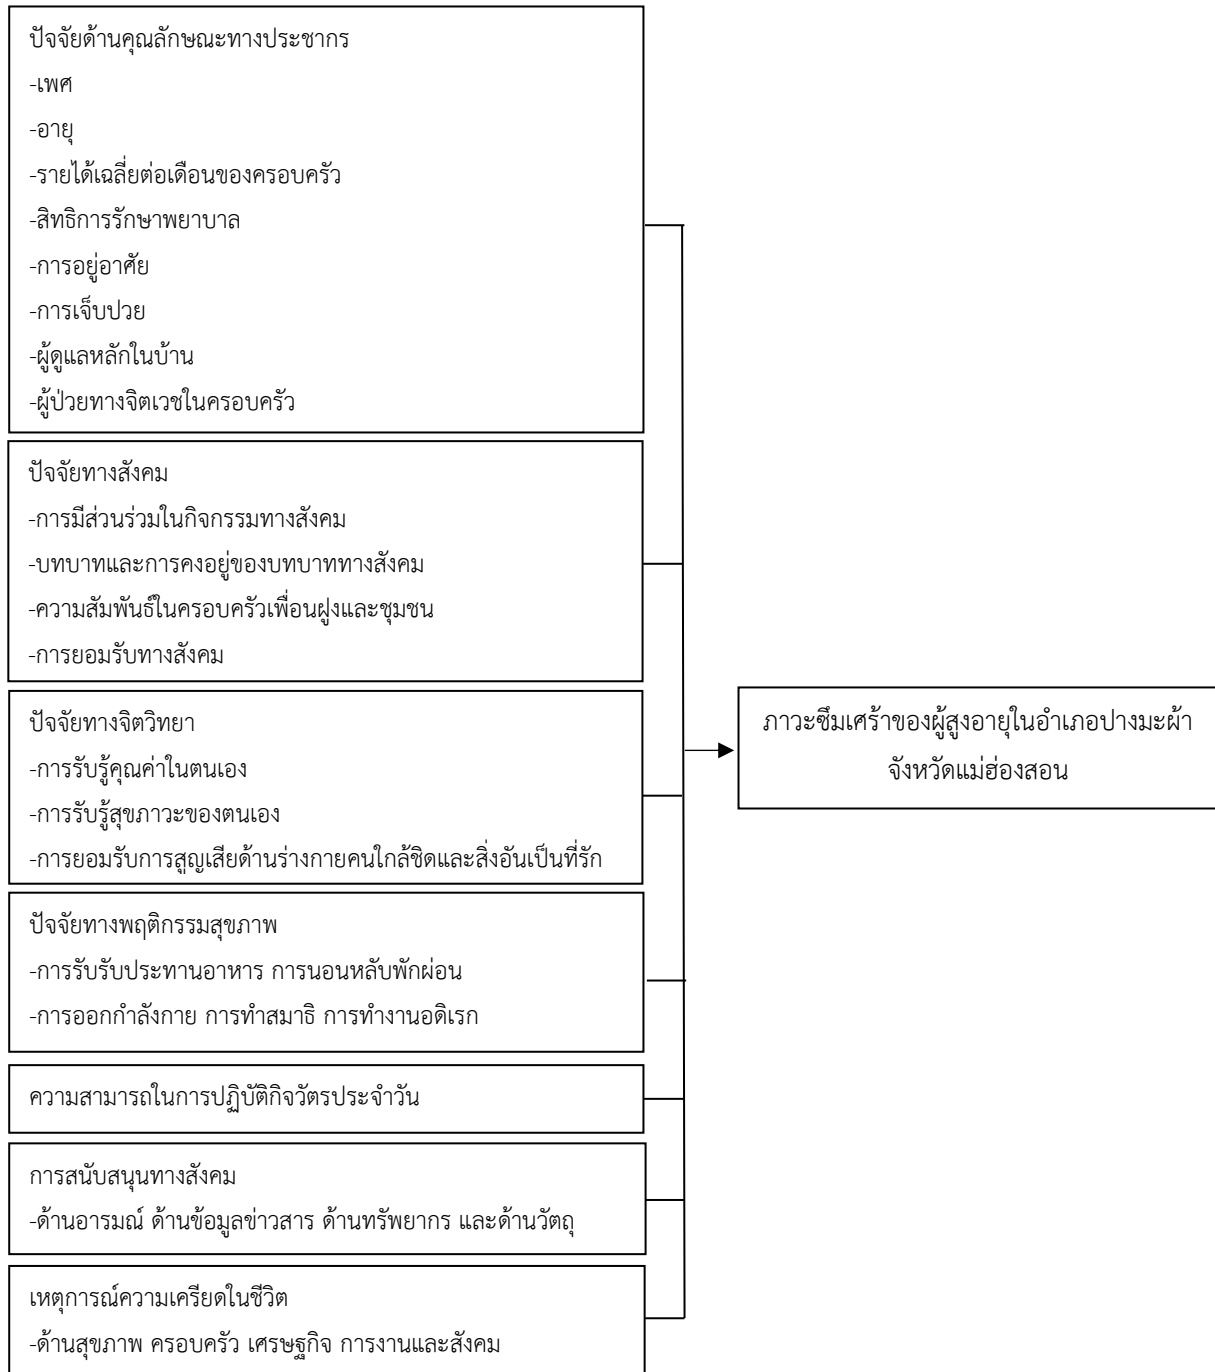 ปัจจัยด้านคุณลักษณะทางประชากร
-เพศ
-อายุ
-รายได้เฉลี่ยต่อเดือนของครอบครัว
-สิทธิการรักษาพยาบาล
-การอยู่อาศัย
-การเจ็บปวย
-ผู้ดูแลหลักในบ้าน
-ผู้ป่วยทางจิตเวชในครอบครัว
ปัจจัยทางสังคม
-การมีส่วนร่วมในกิจกรรมทางสังคม
-บทบาทและการคงอยู่ของบทบาททางสังคม
-ความสัมพันธ์ในครอบครัวเพื่อนฝูงและชุมชน
-การยอมรับทางสังคม
ปัจจัยทางจิตวิทยา
-การรับรู้คุณค่าในตนเอง
-การรับรู้สุขภาวะของตนเอง
-การยอมรับการสูญเสียด้านร่างกายคนใกล้ชิดและสิ่งอันเป็นที่รัก
ภาวะซึมเศร้าของผู้สูงอายุในอำเภอปางมะผ้า
จังหวัดแม่ฮ่องสอน
ปัจจัยทางพฤติกรรมสุขภาพ
-การรับรับประทานอาหาร การนอนหลับพักผ่อน
-การออกกำลังกาย การทำสมาธิ การทำงานอดิเรก
ความสามารถในการปฏิบัติกิจวัตรประจำวัน
การสนับสนุนทางสังคม
-ด้านอารมณ์ ด้านข้อมูลข่าวสาร ด้านทรัพยากร และด้านวัตถุ
เหตุการณ์ความเครียดในชีวิต
-ด้านสุขภาพ ครอบครัว เศรษฐกิจ การงานและสังคม